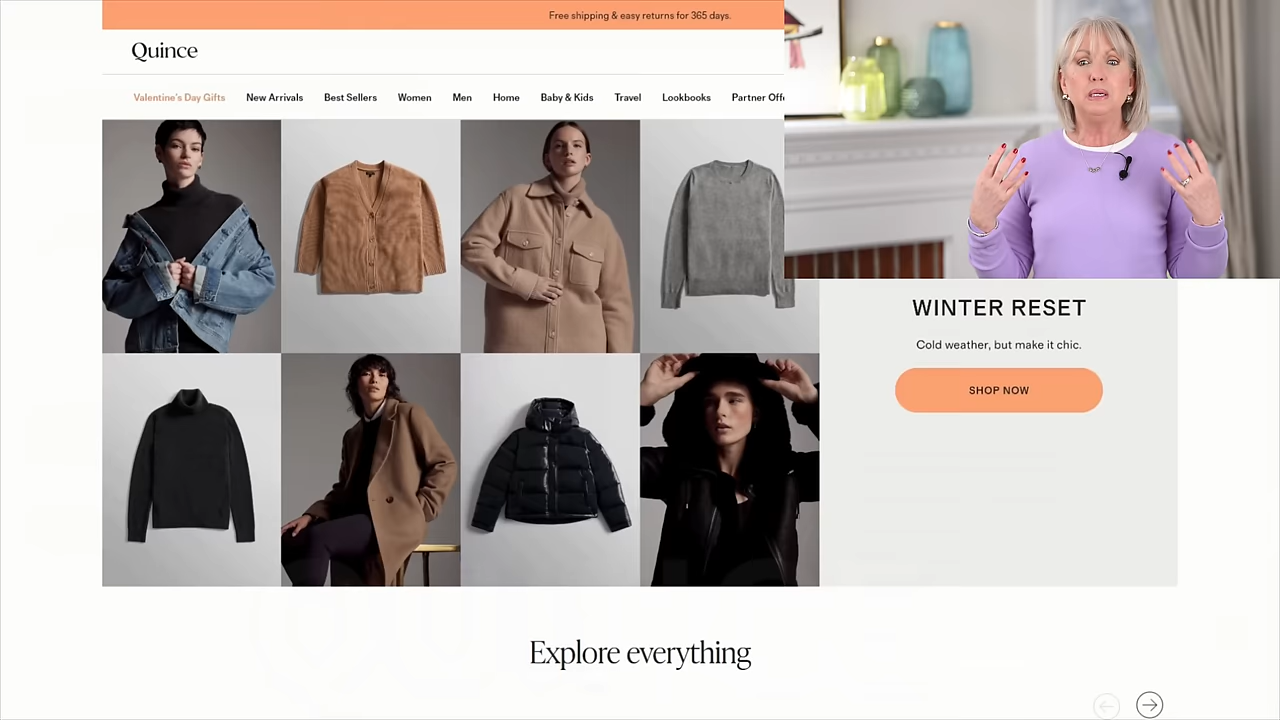 Free shipping & easy returns for 365 days.
Quince
Valentine's Day Gifts New Arrivals Best Sellers Women Men Home Baby & Kids Travel Lookbooks Partner Offe
WINTER RESET
Cold weather, but make it chic.
SHOP NOW
Explore everything